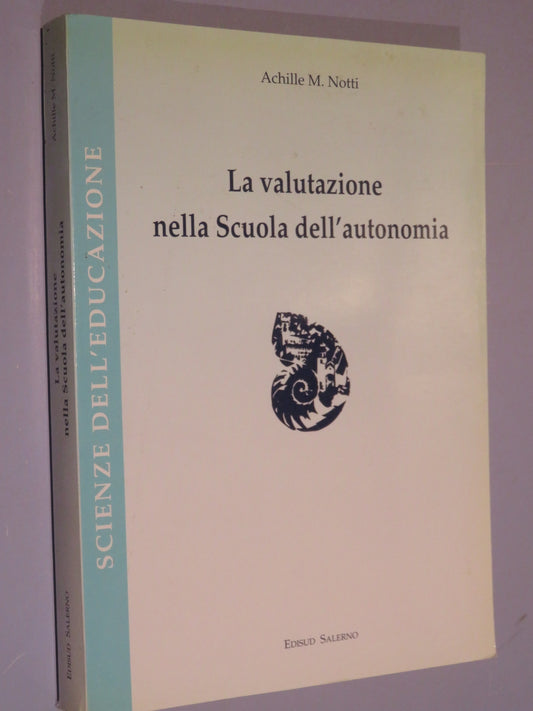 Achille M. Notti
La valutazione
nella Scuola dell'autonomia
SCIENZE DELL'EDUCAZIONE
EDISUD SALERNO
Achille M. Notti
La valutazione
nella Scuola dell'autonomia
EDISUD SALERNO